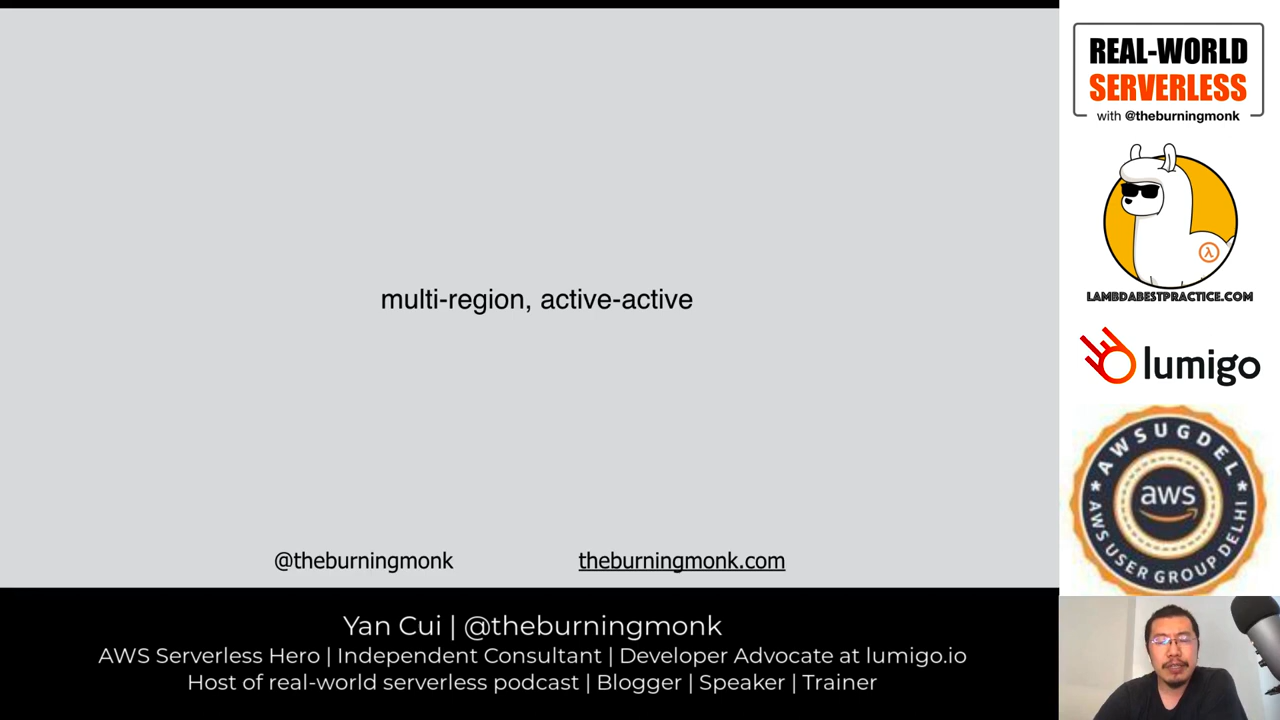 multi-region, active-active
@theburningmonk
theburningmonk.com
Yan Cui | @theburningmonk
AWS Serverless Hero | Independent Consultant | Developer Advocate at lumigo.io
Host of real-world serverless podcast | Blogger | Speaker | Trainer
REAL-WORLD
SERVERLESS
with @theburningmonk
λ
LAMBDABESTPRACTICE.COM
lumigo
* AWSUGDEL *
aws
AWS USER GROUP DELHI